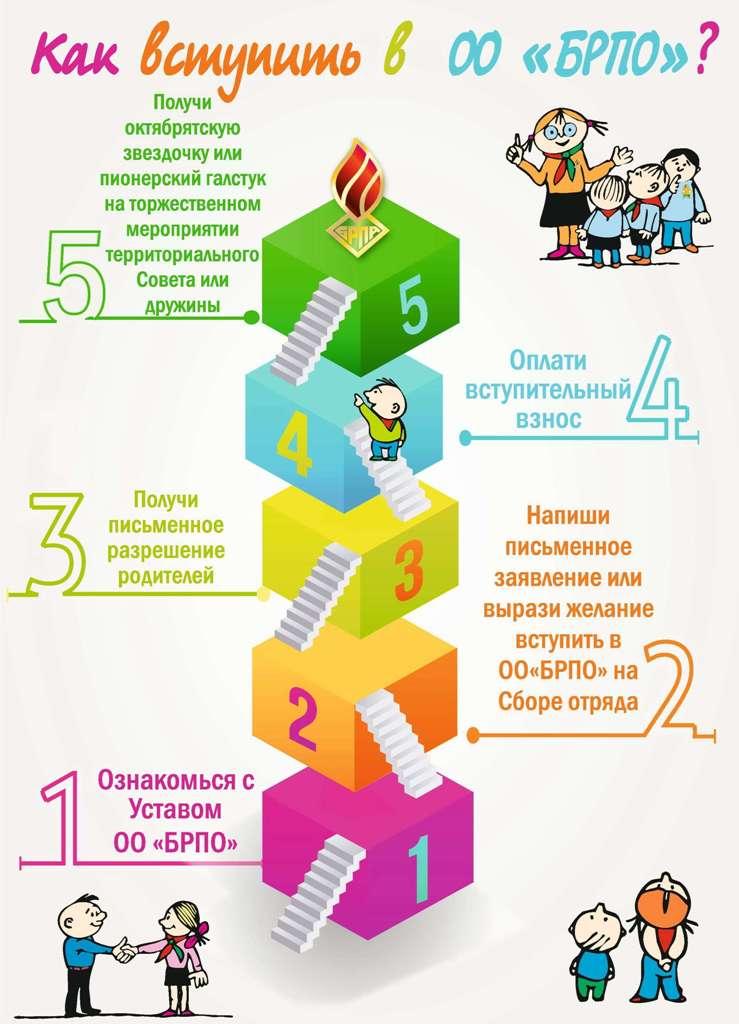 Как вступить в ОО «БРПО»?
Получи
октябрятскую
звездочку или
пионерский галстук
на торжественном
мероприятии
территориального
Совета или
дружины
5
БРПО
5
Оплати
вступительный
взнос
4
4
Получи
письменное
разрешение
родителей
3
3
Напиши
письменное
заявление или
вырази желание
вступить в
ОО«БРПО» на
Сборе отряда
2
2
Ознакомься с
Уставом
ОО «БРПО»
1
1